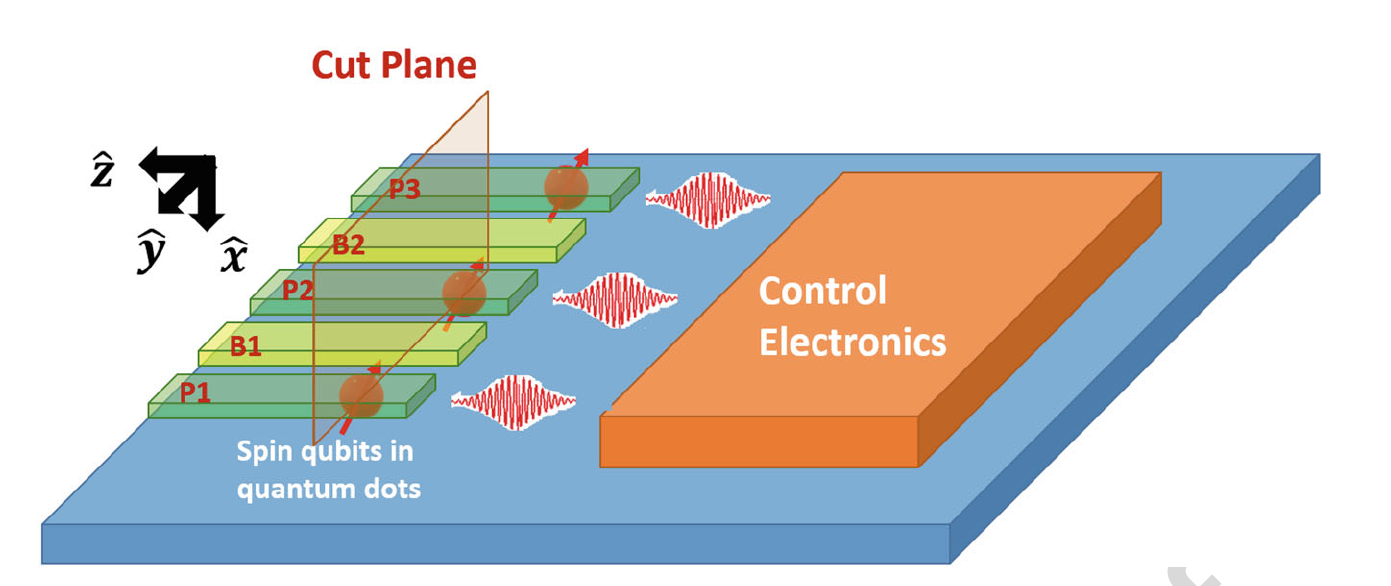 Cut Plane
ẑ
ŷ
x̂
P3
B2
P2
B1
P1
Control
Electronics
Spin qubits in
quantum dots